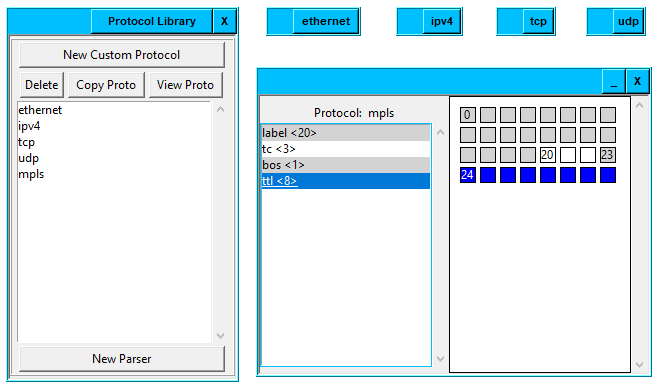 Protocol Library X
New Custom Protocol
Delete Copy Proto View Proto
ethernet
ipv4
tcp
udp
mpls
New Parser
ethernet
ipv4
tcp
udp
_ X
Protocol: mpls
label <20>
tc <3>
bos <1>
ttl <8>
0
20 23
24